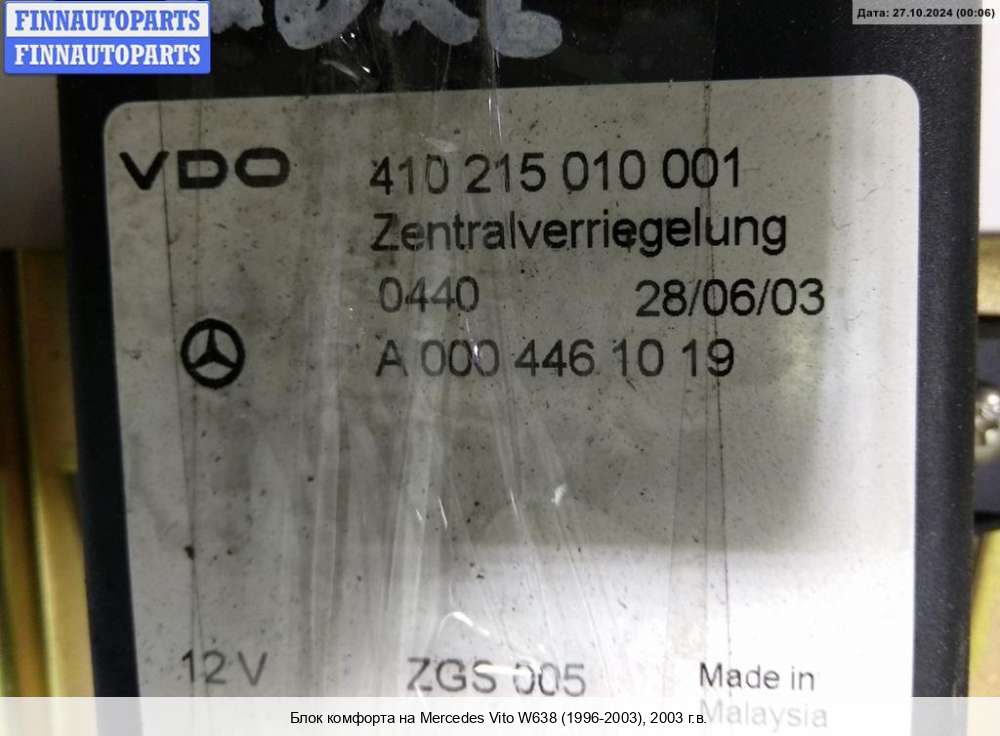 FINNAUTOPARTS
FINNAUTOPARTS
Дата: 27.10.2024 (00:06)
VDO 410 215 010 001
Zentralverriegelung
0440 28/06/03
A 000 446 10 19
12 V ZGS 005 Made in
Malaysia
Блок комфорта на Mercedes Vito W638 (1996-2003), 2003 г.в.